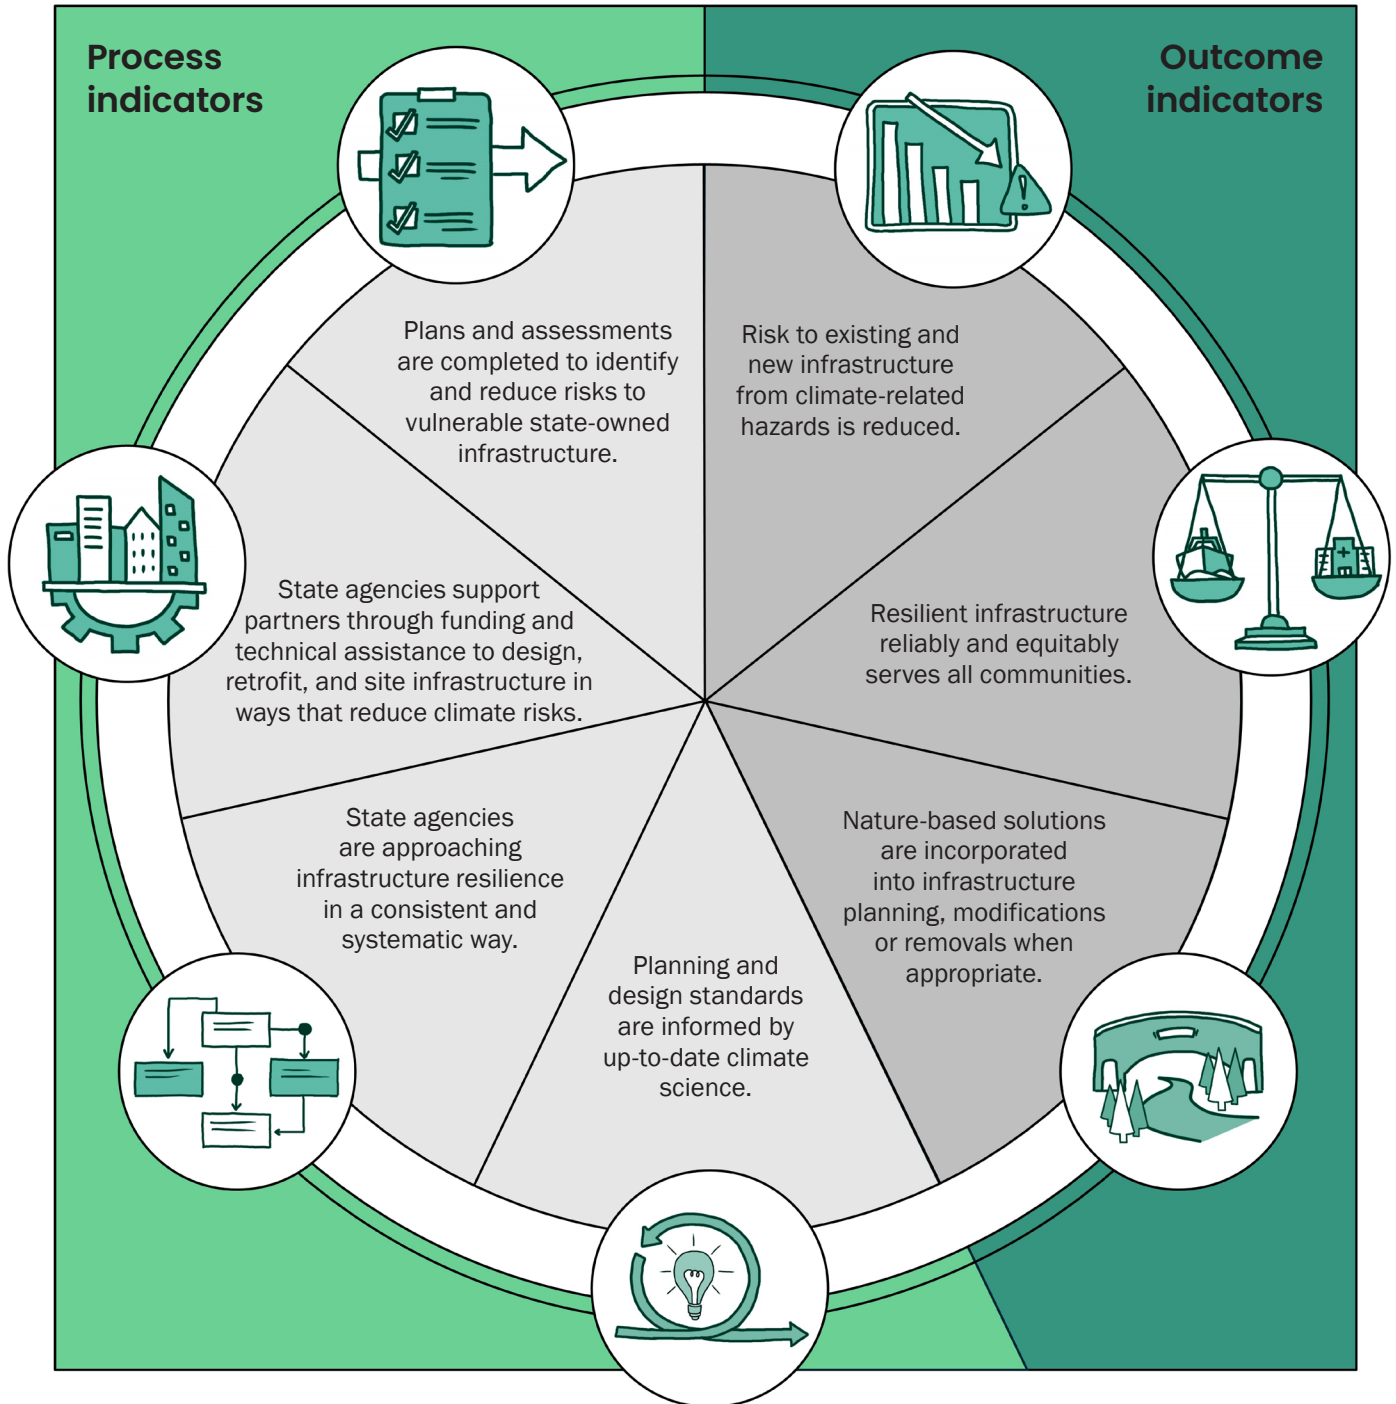 Process
indicators
Outcome
indicators
Plans and assessments
are completed to identify
and reduce risks to
vulnerable state-owned
infrastructure.
Risk to existing and
new infrastructure
from climate-related
hazards is reduced.
State agencies support
partners through funding and
technical assistance to design,
retrofit, and site infrastructure in
ways that reduce climate risks.
Resilient infrastructure
reliably and equitably
serves all communities.
State agencies
are approaching
infrastructure resilience
in a consistent and
systematic way.
Nature-based solutions
are incorporated
into infrastructure
planning, modifications
or removals when
appropriate.
Planning and
design standards
are informed by
up-to-date climate
science.